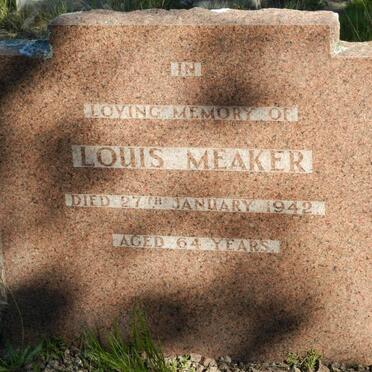 IN
LOVING MEMORY OF
LOUIS MEAKER
DIED 27TH JANUARY 1942
AGED 64 YEARS